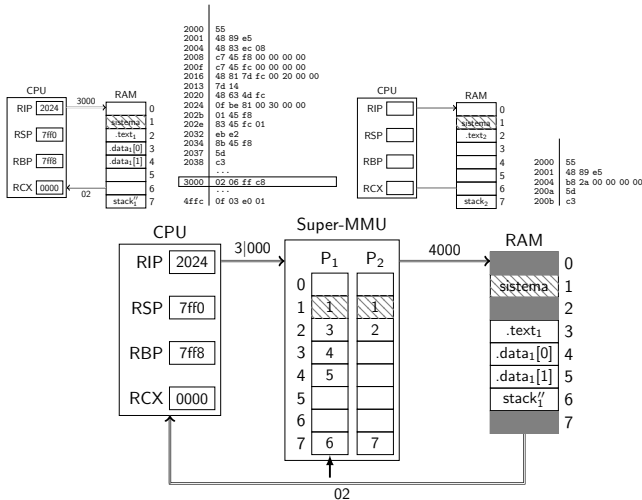 2000 55
2001 48 89 e5
2004 48 83 ec 08
2008 c7 45 f8 00 00 00 00
200f c7 45 fc 00 00 00 00
2016 48 81 7d fc 00 20 00 00
2013 7d 14
2020 48 63 4d fc
2024 0f be 81 00 30 00 00
202b 01 45 f8
202e 83 45 fc 01
2032 eb e2
2034 8b 45 f8
2037 5d
2038 c3
...
3000 02 06 ff c8
...
4ffc 0f 03 e0 01
CPU
RIP 2024
RSP 7ff0
RBP 7ff8
RCX 0000
3000
02
RAM
0
sistema 1
.text1 2
.data1[0] 3
.data1[1] 4
5
6
stack1″ 7
CPU
RIP
RSP
RBP
RCX
RAM
0
sistema 1
.text2 2
3
4
5
6
stack2 7
2000 55
2001 48 89 e5
2004 b8 2a 00 00 00 00
200a 5d
200b c3
CPU
RIP 2024
RSP 7ff0
RBP 7ff8
RCX 0000
3|000
Super-MMU
P1 P2
0
1 1 1
2 3 2
3 4
4 5
5
6
7 6 7
4000
RAM
0
sistema 1
2
.text1 3
.data1[0] 4
.data1[1] 5
stack1″ 6
7
02